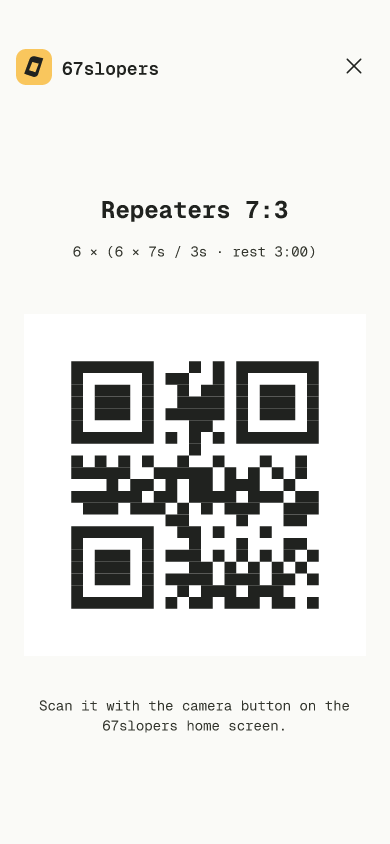 67slopers
Repeaters 7:3
6 × (6 × 7s / 3s · rest 3:00)
Scan it with the camera button on the
67slopers home screen.